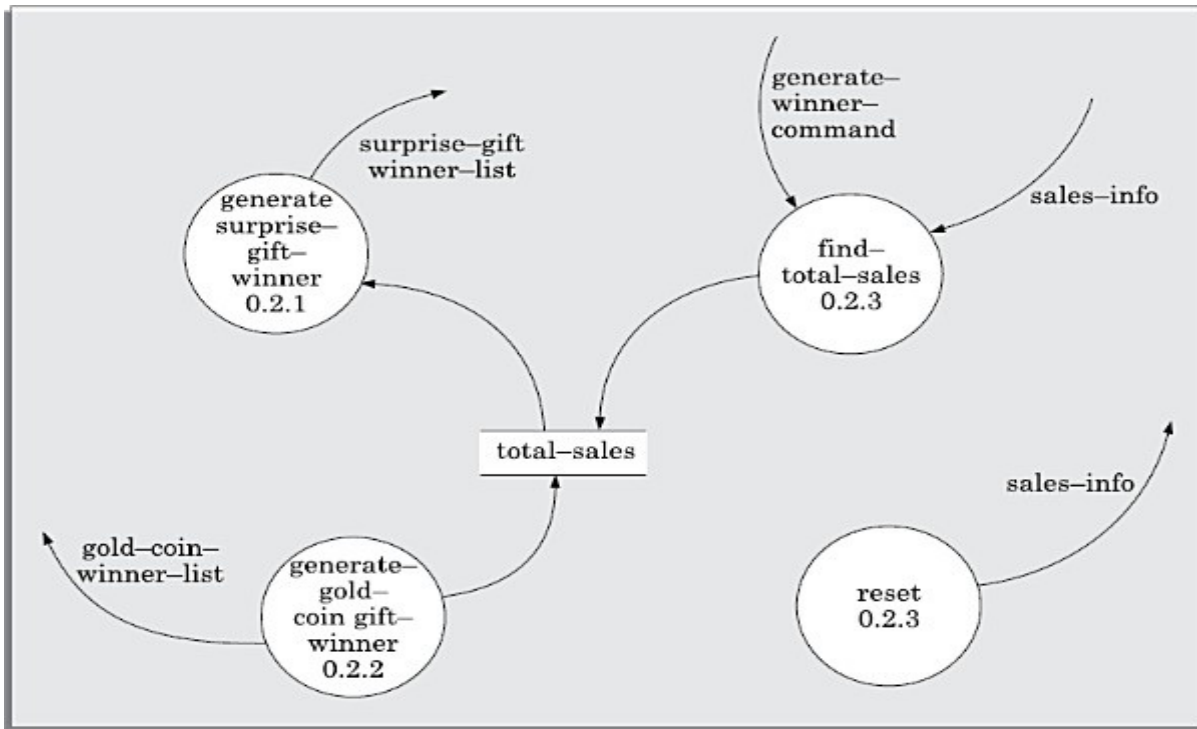 generate–
winner–
command
surprise–gift
winner–list
sales–info
generate
surprise–
gift–
winner
0.2.1
find–
total–sales
0.2.3
total–sales
sales–info
gold–coin–
winner–list
generate–
gold–
coin gift–
winner
0.2.2
reset
0.2.3